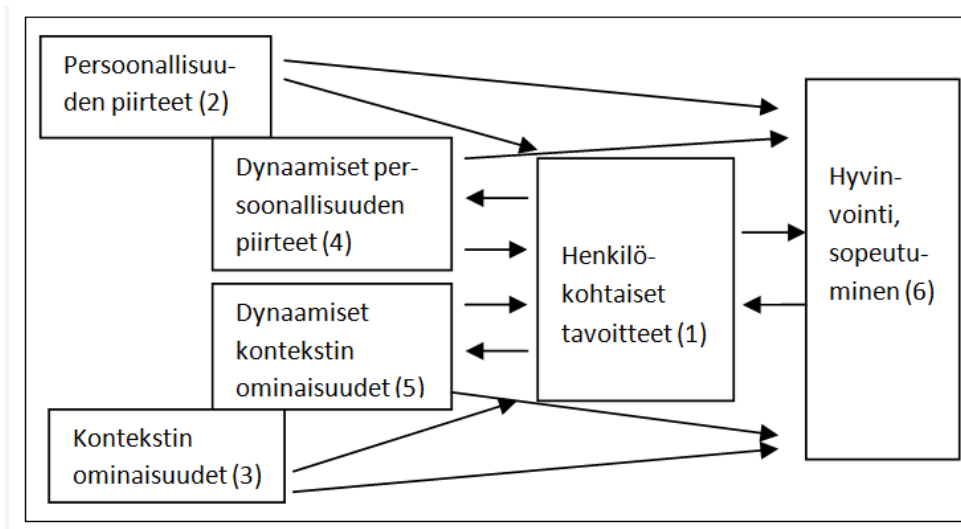 Persoonallisuu-
den piirteet (2)
Dynaamiset per-
soonallisuuden
piirteet (4)
Dynaamiset
kontekstin
ominaisuudet (5)
Kontekstin
ominaisuudet (3)
Henkilö-
kohtaiset
tavoitteet (1)
Hyvin-
vointi,
sopeutu-
minen (6)